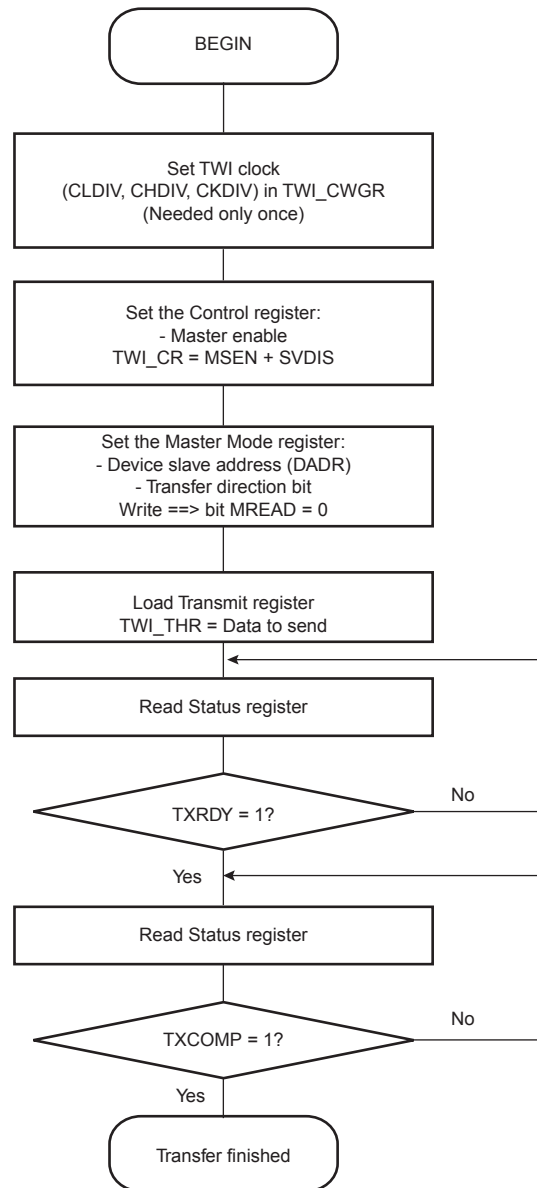 BEGIN
Set TWI clock
(CLDIV, CHDIV, CKDIV) in TWI_CWGR
(Needed only once)
Set the Control register:
- Master enable
TWI_CR = MSEN + SVDIS
Set the Master Mode register:
- Device slave address (DADR)
- Transfer direction bit
Write ==> bit MREAD = 0
Load Transmit register
TWI_THR = Data to send
Read Status register
TXRDY = 1?
No
Yes
Read Status register
TXCOMP = 1?
No
Yes
Transfer finished